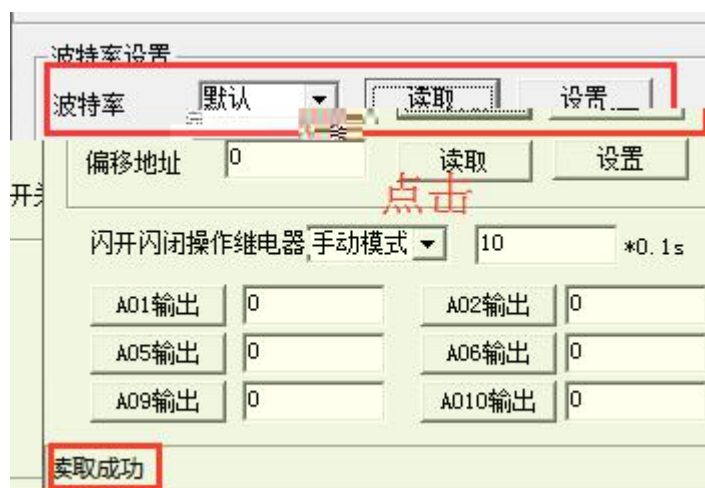 波特率设置
波特率 默认 读取 设置
偏移地址 0 读取 设置
点击
闪开闪闭操作继电器 手动模式 10 *0.1s
A01输出 0 A02输出 0
A05输出 0 A06输出 0
A09输出 0 A010输出 0
读取成功